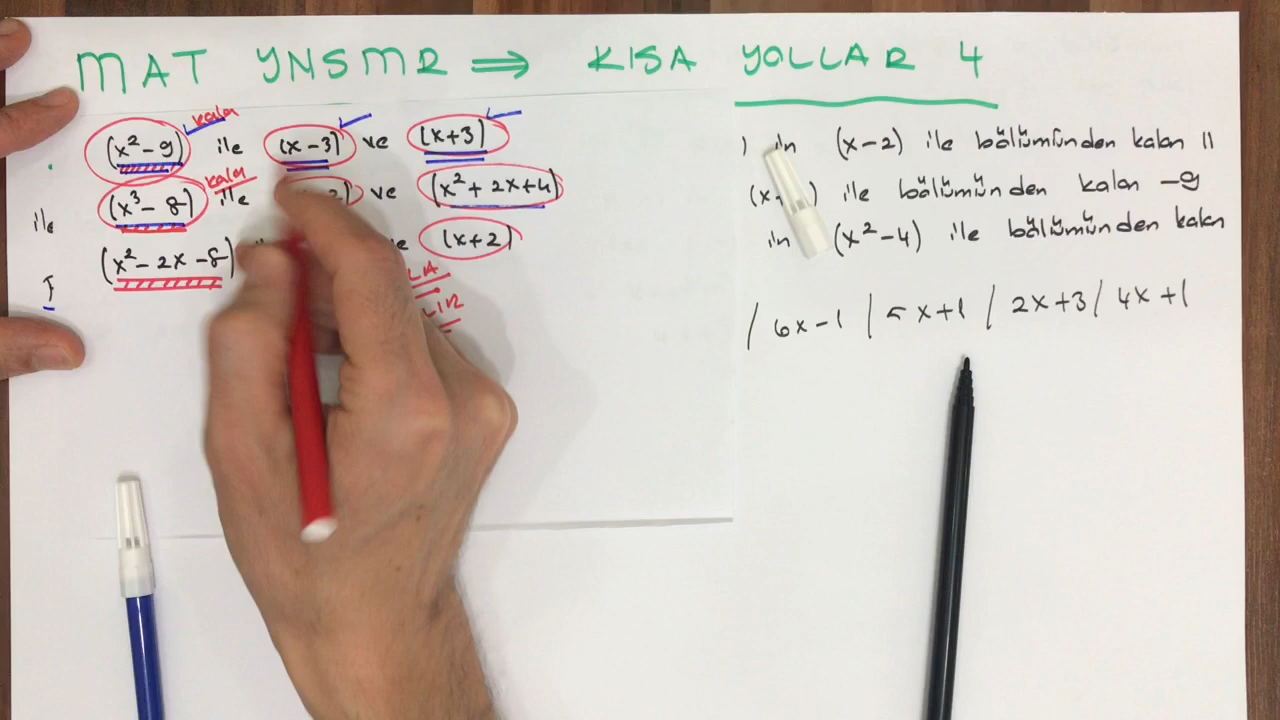 MAT YNSMR ⇒ KISA YOLLAR 4
(x² - 9) kalan ile (x - 3) ve (x + 3)
(x³ - 8) kalan ile ve (x² + 2x + 4)
ile (x² - 2x - 8) (x + 2)
in (x - 2) ile bölümünden kalan 11
ile bölümünden kalan -9
in (x² - 4) ile bölümünden kalan
/ 6x - 1 / 5x + 1 / 2x + 3 / 4x + 1